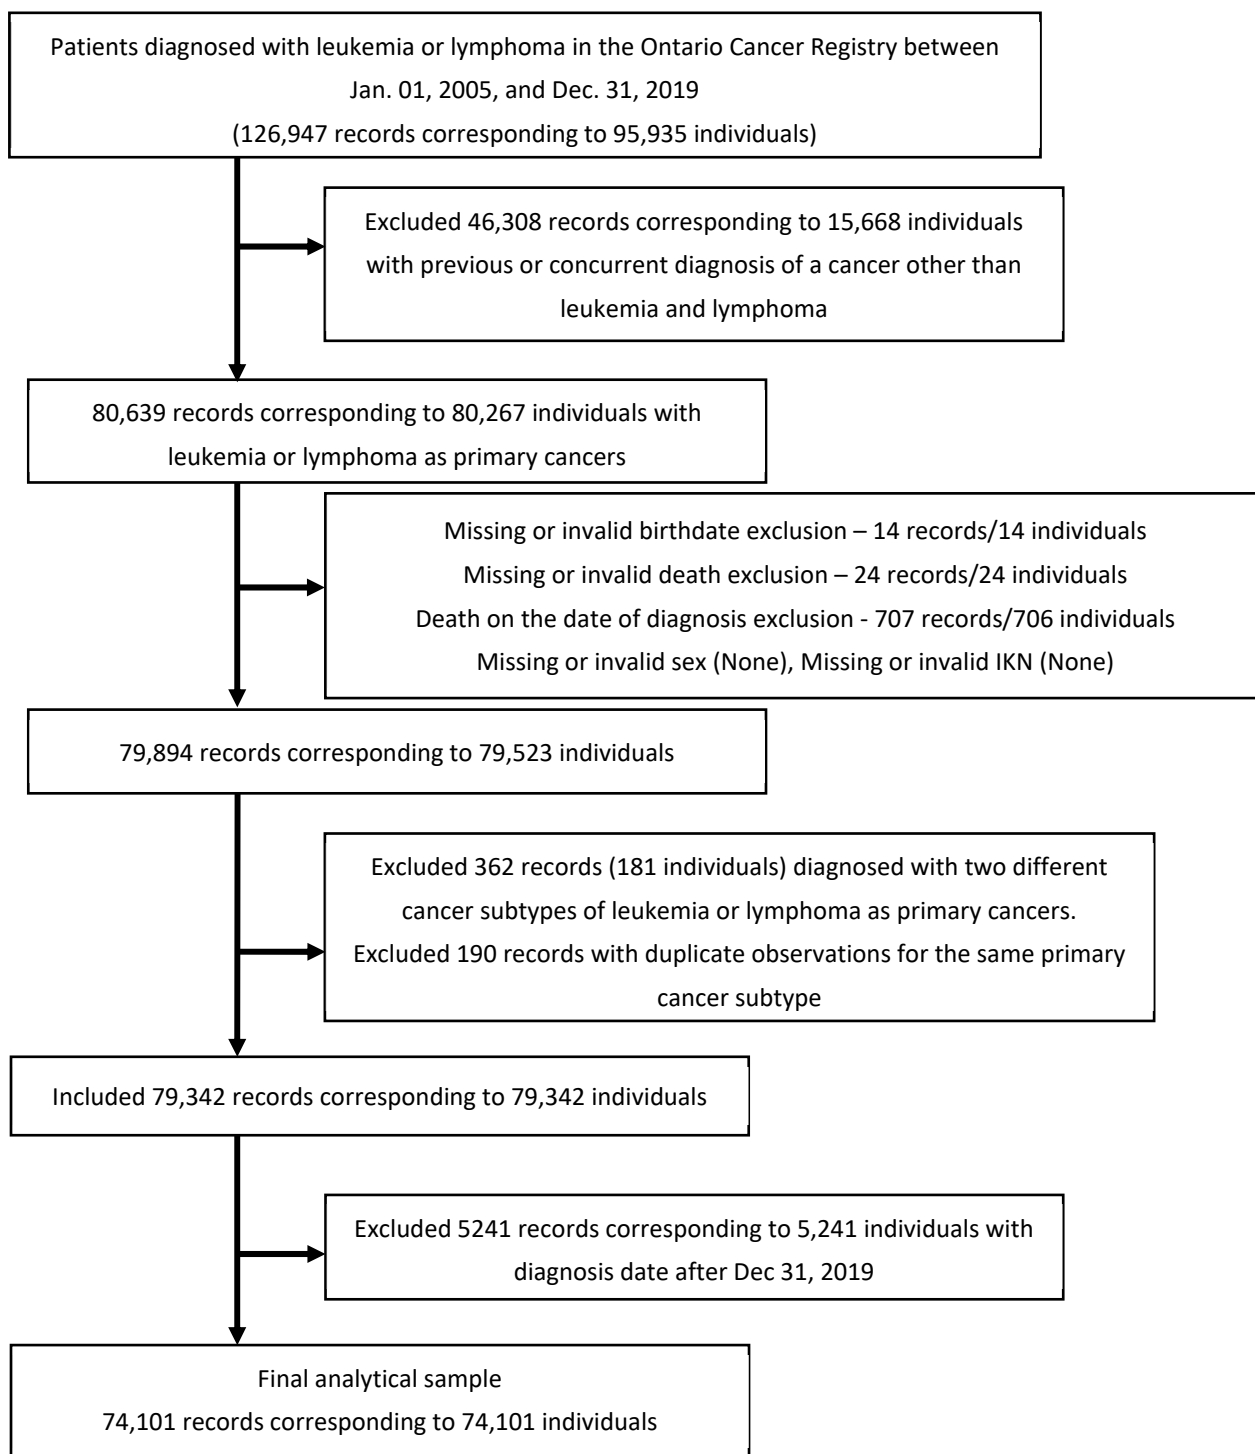 Patients diagnosed with leukemia or lymphoma in the Ontario Cancer Registry between
Jan. 01, 2005, and Dec. 31, 2019
(126,947 records corresponding to 95,935 individuals)
Excluded 46,308 records corresponding to 15,668 individuals
with previous or concurrent diagnosis of a cancer other than
leukemia and lymphoma
80,639 records corresponding to 80,267 individuals with
leukemia or lymphoma as primary cancers
Missing or invalid birthdate exclusion – 14 records/14 individuals
Missing or invalid death exclusion – 24 records/24 individuals
Death on the date of diagnosis exclusion - 707 records/706 individuals
Missing or invalid sex (None), Missing or invalid IKN (None)
79,894 records corresponding to 79,523 individuals
Excluded 362 records (181 individuals) diagnosed with two different
cancer subtypes of leukemia or lymphoma as primary cancers.
Excluded 190 records with duplicate observations for the same primary
cancer subtype
Included 79,342 records corresponding to 79,342 individuals
Excluded 5241 records corresponding to 5,241 individuals with
diagnosis date after Dec 31, 2019
Final analytical sample
74,101 records corresponding to 74,101 individuals